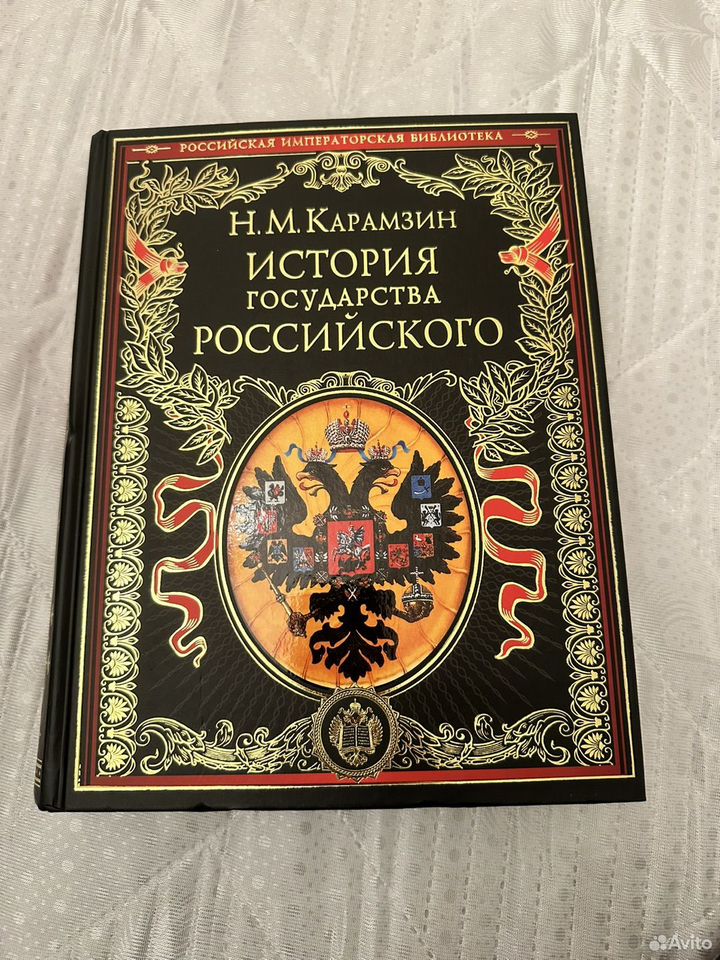 РОССИЙСКАЯ ИМПЕРАТОРСКАЯ БИБЛИОТЕКА
Н. М. КАРАМЗИН
ИСТОРИЯ
ГОСУДАРСТВА
РОССИЙСКОГО
Avito